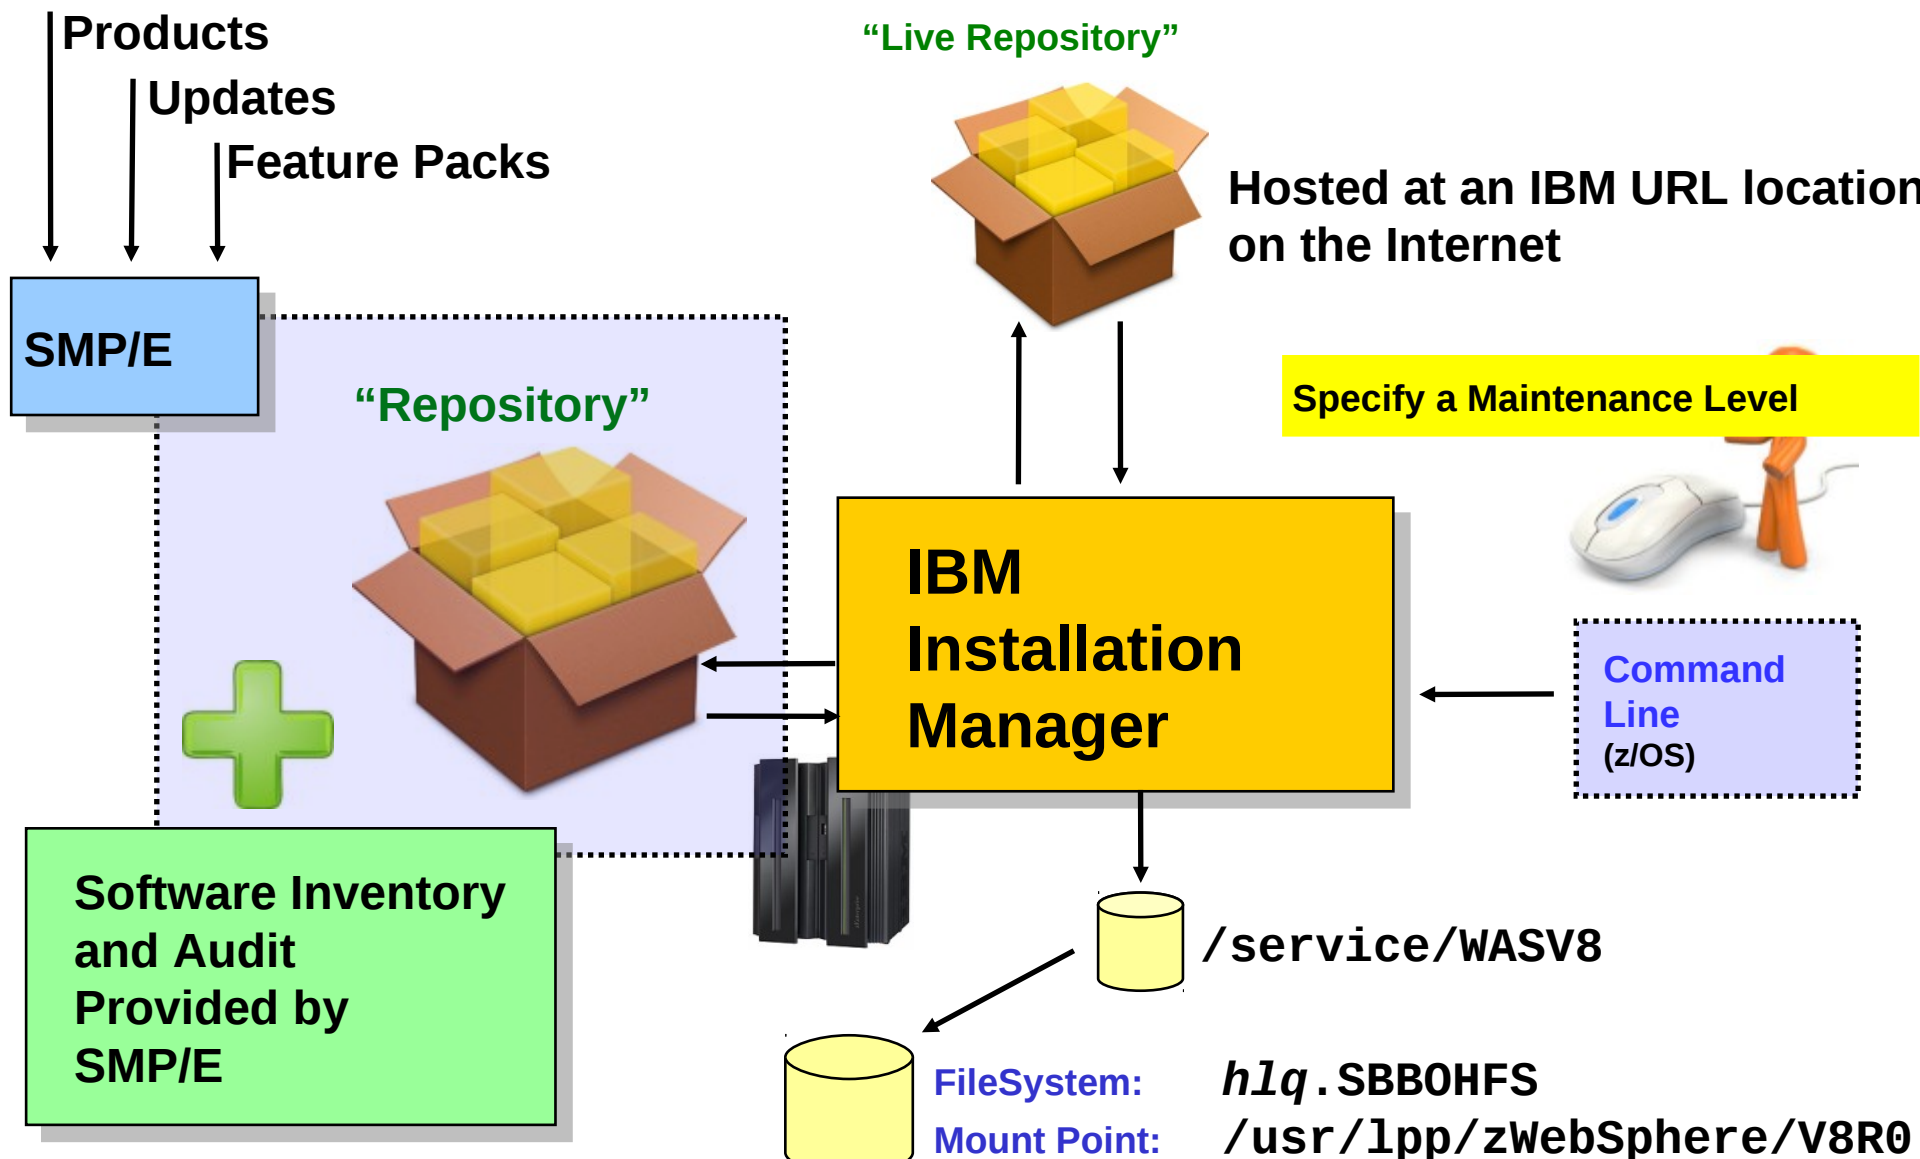 Products
Updates
Feature Packs
“Live Repository”
Hosted at an IBM URL location
on the Internet
SMP/E
“Repository”
Specify a Maintenance Level
IBM
Installation
Manager
Command
Line
(z/OS)
Software Inventory
and Audit
Provided by
SMP/E
/service/WASV8
FileSystem: hlq.SBBOHFS
Mount Point: /usr/lpp/zWebSphere/V8R0